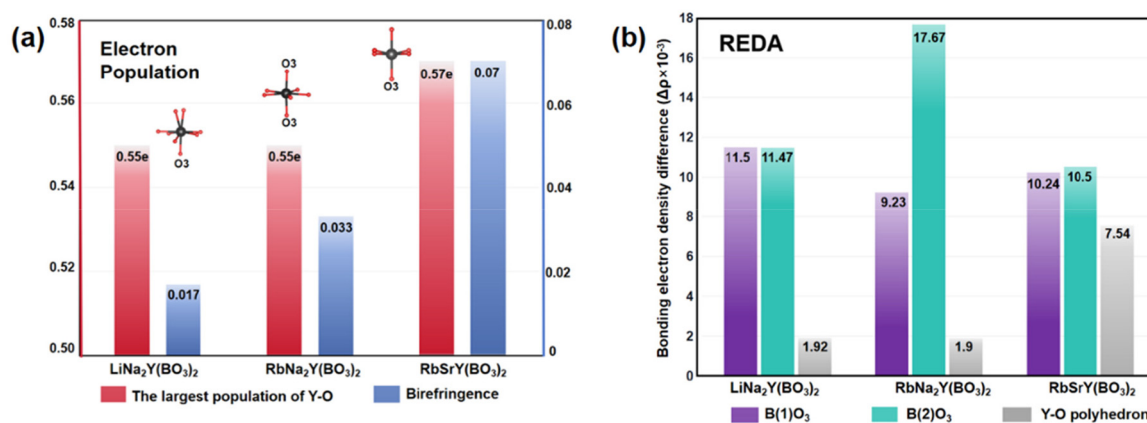 (a)
Electron
Population
0.58
0.56
0.54
0.52
0.50
0.08
0.06
0.04
0.02
0
O3
O3
O3
O3
0.55e
0.017
0.55e
0.033
0.57e
0.07
LiNa₂Y(BO₃)₂
RbNa₂Y(BO₃)₂
RbSrY(BO₃)₂
The largest population of Y-O
Birefringence
(b)
REDA
Bonding electron density difference (Δρ×10⁻³)
18
16
14
12
10
8
6
4
2
0
11.5
11.47
1.92
9.23
17.67
1.9
10.24
10.5
7.54
LiNa₂Y(BO₃)₂
RbNa₂Y(BO₃)₂
RbSrY(BO₃)₂
B(1)O₃
B(2)O₃
Y-O polyhedron